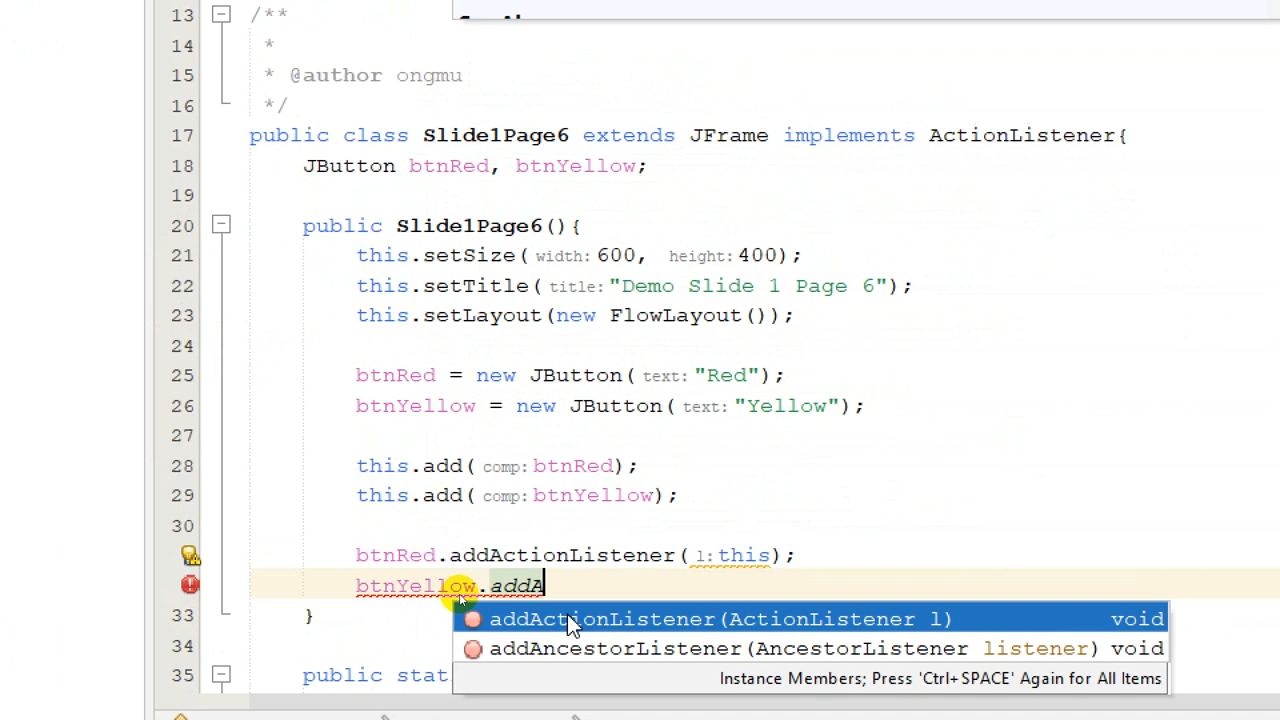 13 /**
14 *
15 * @author ongmu
16 */
17 public class Slide1Page6 extends JFrame implements ActionListener{
18 JButton btnRed, btnYellow;
19
20 public Slide1Page6(){
21 this.setSize( width: 600, height: 400);
22 this.setTitle( title: "Demo Slide 1 Page 6");
23 this.setLayout(new FlowLayout());
24
25 btnRed = new JButton( text: "Red");
26 btnYellow = new JButton( text: "Yellow");
27
28 this.add( comp: btnRed);
29 this.add( comp: btnYellow);
30
btnRed.addActionListener( l: this);
btnYellow.addA
33 }
addActionListener(ActionListener l) void
34
addAncestorListener(AncestorListener listener) void
35 public stat
Instance Members; Press 'Ctrl+SPACE' Again for All Items